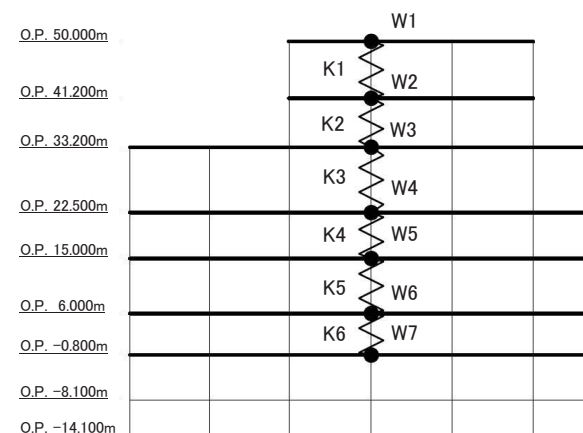 W1
O.P. 50.000m
K1
W2
O.P. 41.200m
K2
W3
O.P. 33.200m
K3
W4
O.P. 22.500m
K4
W5
O.P. 15.000m
K5
W6
O.P. 6.000m
K6
W7
O.P. -0.800m
O.P. -8.100m
O.P. -14.100m